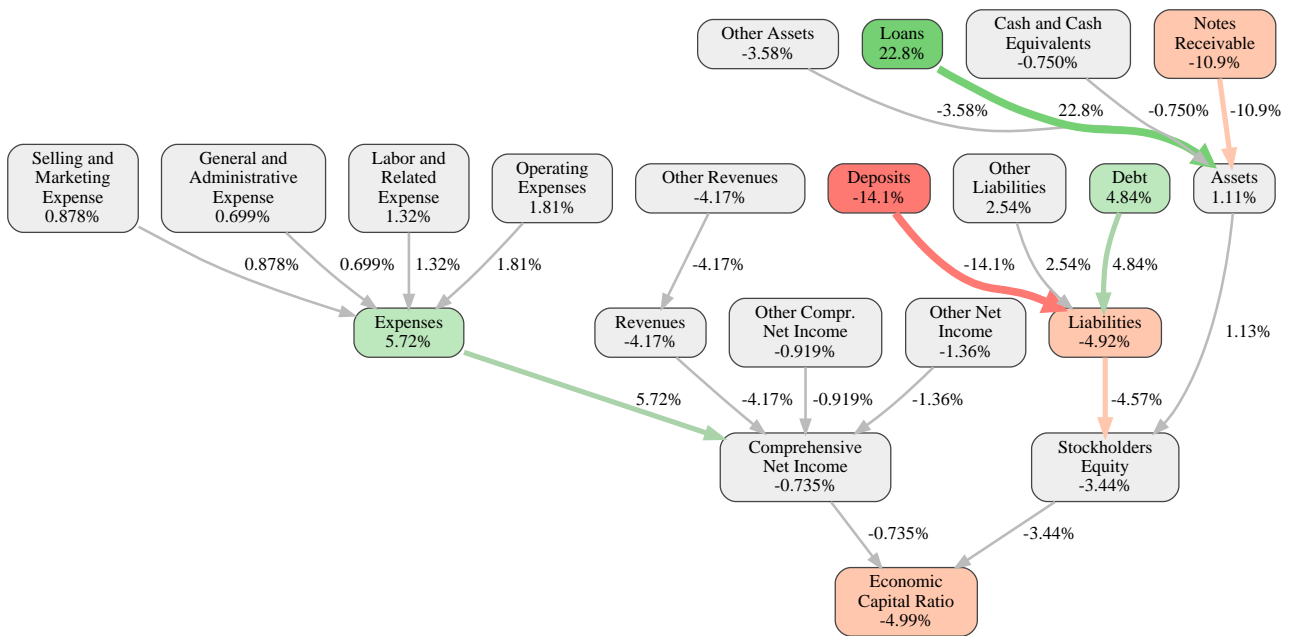 Other Assets
-3.58%
Loans
22.8%
Cash and Cash
Equivalents
-0.750%
Notes
Receivable
-10.9%
-3.58%
22.8%
-0.750%
-10.9%
Selling and
Marketing
Expense
0.878%
General and
Administrative
Expense
0.699%
Labor and
Related
Expense
1.32%
Operating
Expenses
1.81%
Other Revenues
-4.17%
Deposits
-14.1%
Other
Liabilities
2.54%
Debt
4.84%
Assets
1.11%
0.878%
0.699%
1.32%
1.81%
-4.17%
-14.1%
2.54%
4.84%
Expenses
5.72%
Revenues
-4.17%
Other Compr.
Net Income
-0.919%
Other Net
Income
-1.36%
Liabilities
-4.92%
1.13%
5.72%
-4.17%
-0.919%
-1.36%
-4.57%
Comprehensive
Net Income
-0.735%
Stockholders
Equity
-3.44%
-0.735%
-3.44%
Economic
Capital Ratio
-4.99%